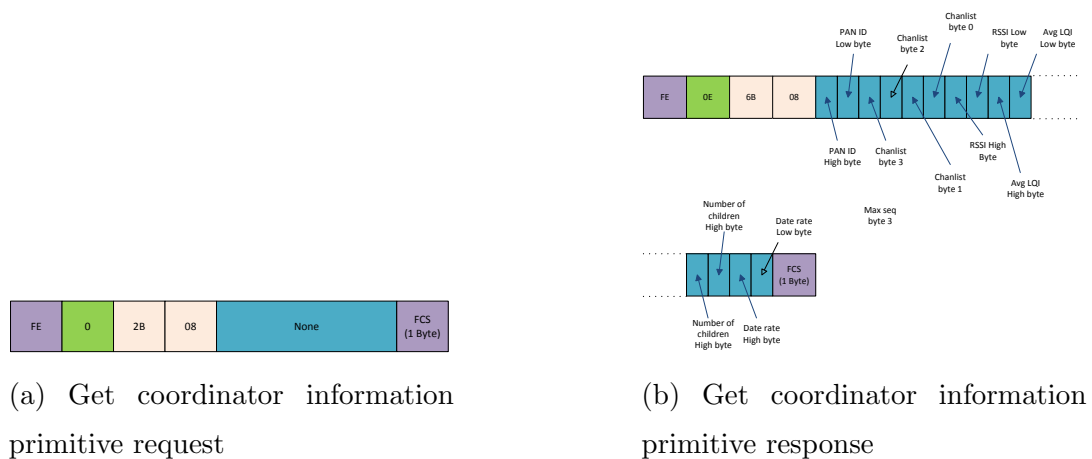 PAN ID
Low byte
Chanlist
byte 2
Chanlist
byte 0
RSSI Low
byte
Avg LQI
Low byte
FE
0E
6B
08
PAN ID
High byte
Chanlist
byte 3
Chanlist
byte 1
RSSI High
Byte
Avg LQI
High byte
Number of
children
High byte
Date rate
Low byte
Max seq
byte 3
FCS
(1 Byte)
Number of
children
High byte
Date rate
High byte
FE
0
2B
08
None
FCS
(1 Byte)
(a) Get coordinator information
primitive request
(b) Get coordinator information
primitive response